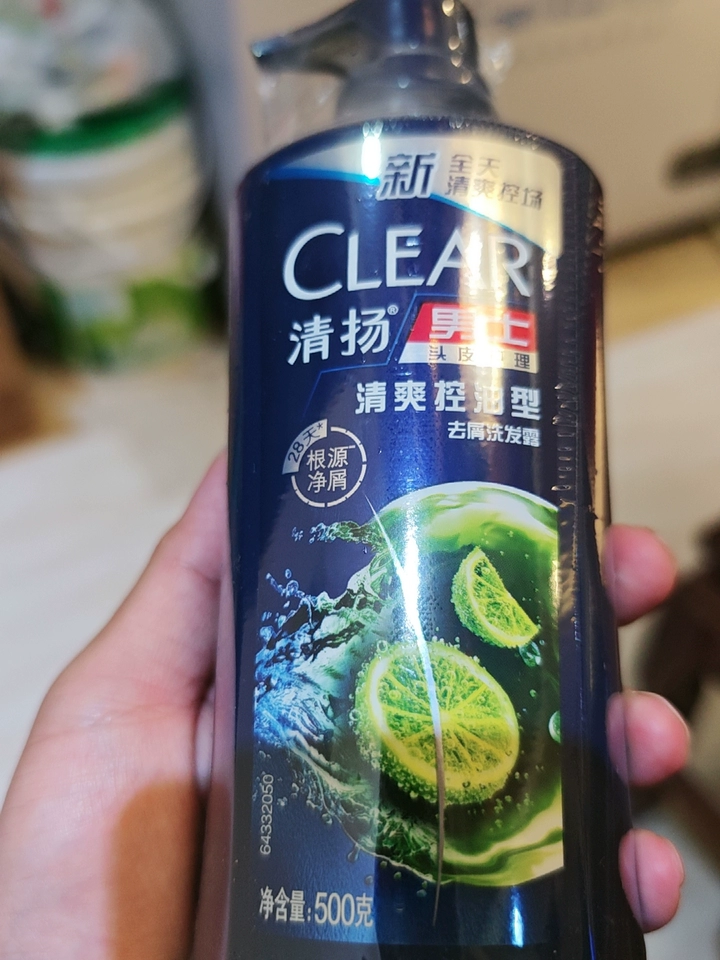 新
全天
清爽控场
CLEAR
清扬®
男士
头皮护理
清爽控油型
去屑洗发露
28天*
根源
净屑
64332050
净含量:500克